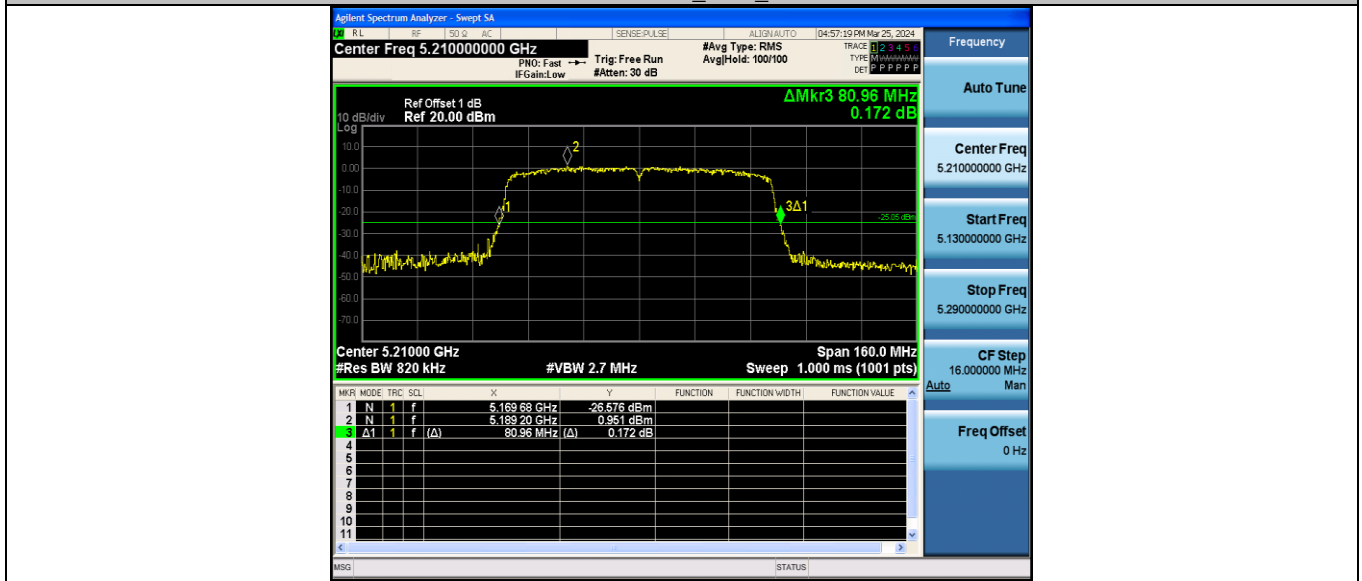 Agilent Spectrum Analyzer - Swept SA
RL RF 50 Ω AC SENSE:PULSE ALIGNAUTO 04:57:19 PM Mar 25, 2024
Center Freq 5.210000000 GHz
PNO: Fast
IFGain:Low
Trig: Free Run
#Atten: 30 dB
#Avg Type: RMS
Avg|Hold: 100/100
TRACE 1 2 3 4 5 6
TYPE M
DET P P P P P P
ΔMkr3 80.96 MHz
0.172 dB
Ref Offset 1 dB
10 dB/div Ref 20.00 dBm
Log
10.0
0.00
-10.0
-20.0
-30.0
-40.0
-50.0
-60.0
-70.0
2
1
3Δ1
-25.05 dBm
Center 5.21000 GHz Span 160.0 MHz
#Res BW 820 kHz #VBW 2.7 MHz Sweep 1.000 ms (1001 pts)
MKR MODE TRC SCL X Y FUNCTION FUNCTION WIDTH FUNCTION VALUE
1 N 1 f 5.169 68 GHz -26.576 dBm
2 N 1 f 5.189 20 GHz 0.951 dBm
3 Δ1 1 f (Δ) 80.96 MHz (Δ) 0.172 dB
4
5
6
7
8
9
10
11
MSG STATUS
Frequency
Auto Tune
Center Freq
5.210000000 GHz
Start Freq
5.130000000 GHz
Stop Freq
5.290000000 GHz
CF Step
16.000000 MHz
Auto Man
Freq Offset
0 Hz